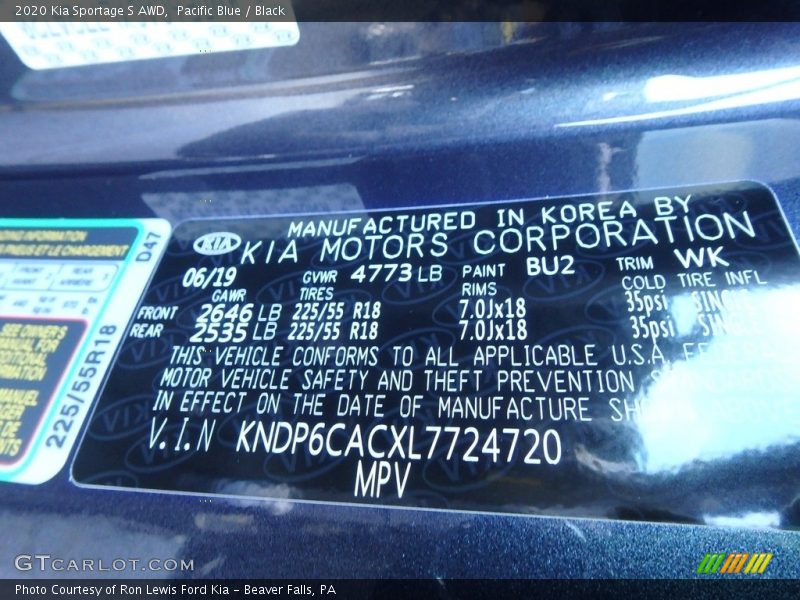 2020 Kia Sportage S AWD, Pacific Blue / Black
MANUFACTURED IN KOREA BY
KIA KIA MOTORS CORPORATION
06/19 GVWR 4773 LB PAINT BU2 TRIM WK
GAWR TIRES RIMS COLD TIRE INFL
FRONT 2646 LB 225/55 R18 7.0Jx18 35psi SINGLE
REAR 2535 LB 225/55 R18 7.0Jx18 35psi
THIS VEHICLE CONFORMS TO ALL APPLICABLE U.S.A.
MOTOR VEHICLE SAFETY AND THEFT PREVENTION
IN EFFECT ON THE DATE OF MANUFACTURE
V.I.N KNDP6CACXL7724720
MPV
D47
225/55R18
GTCARLOT.COM
Photo Courtesy of Ron Lewis Ford Kia – Beaver Falls, PA